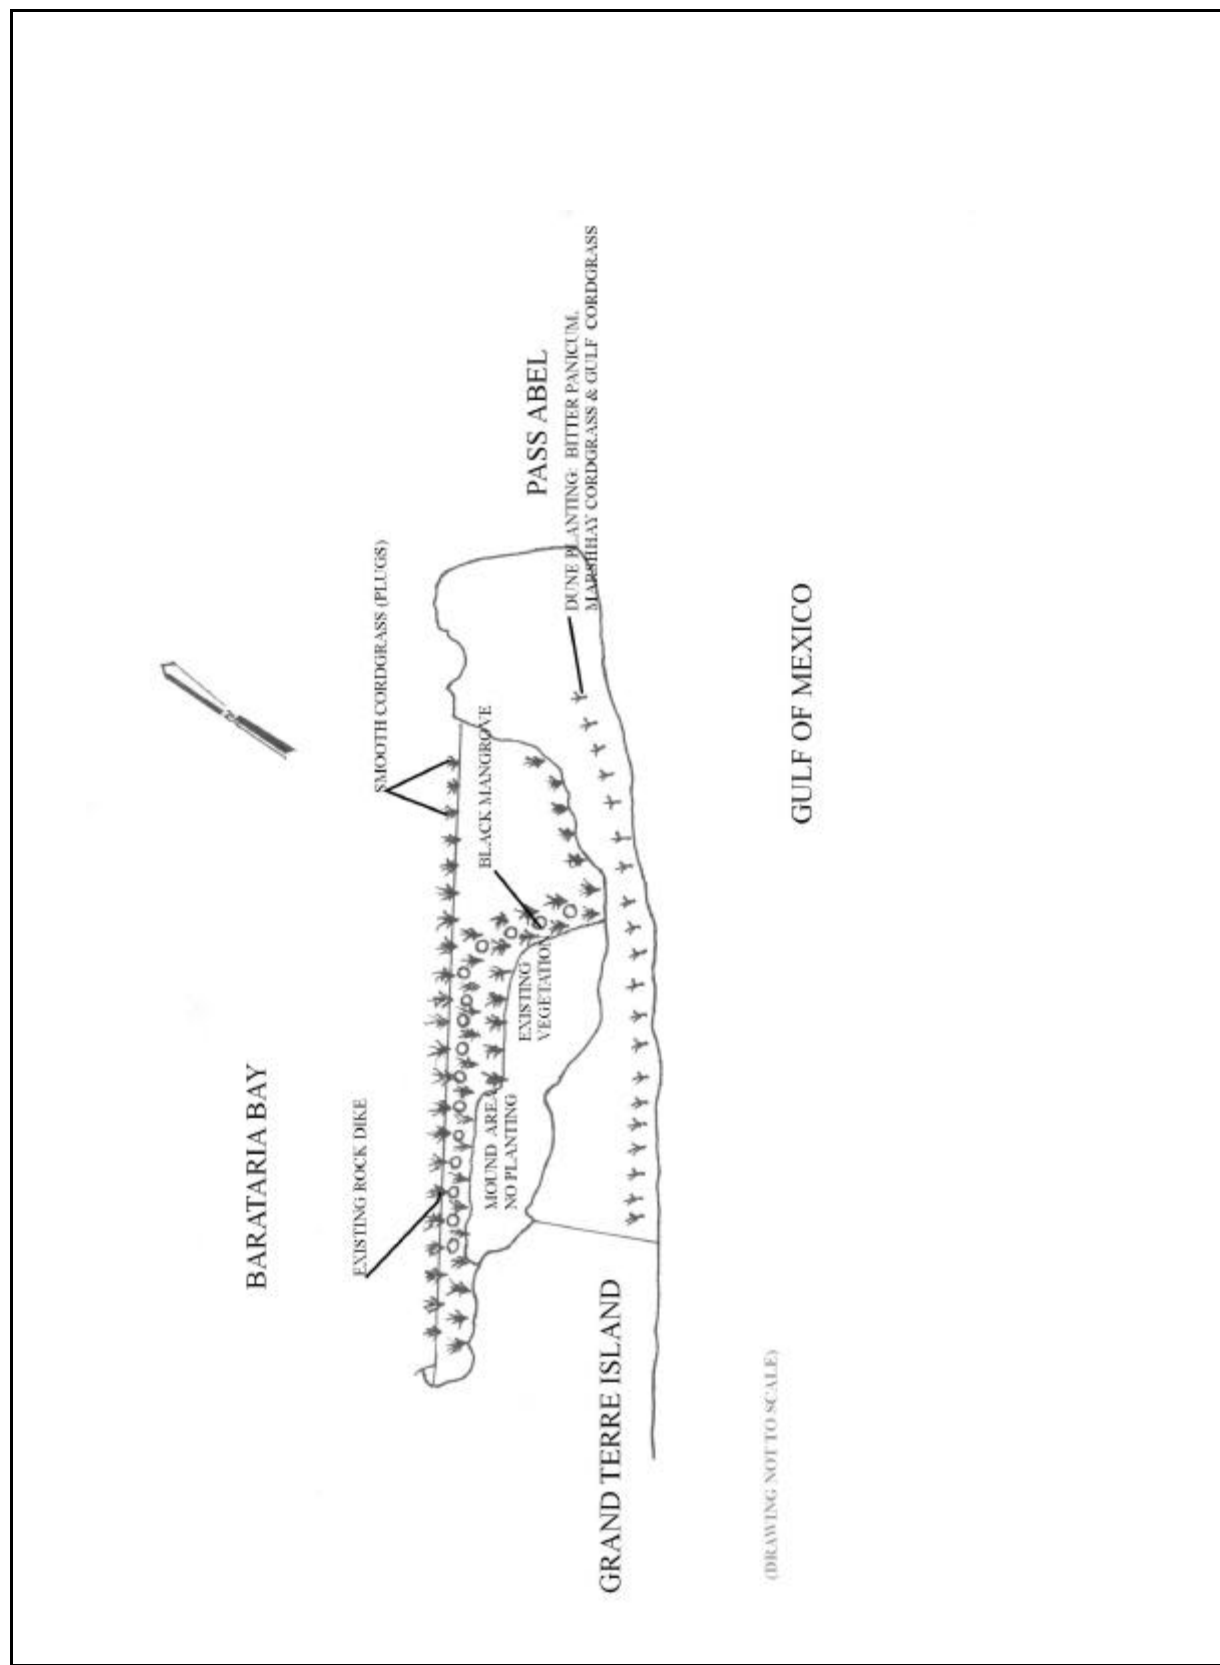 BARATARIA BAY
EXISTING ROCK DIKE
SMOOTH CORDGRASS (PLUGS)
N
BLACK MANGROVE
MOUND AREA
NO PLANTING
EXISTING
VEGETATION
PASS ABEL
DUNE PLANTING: BITTER PANICUM,
MARSHHAY CORDGRASS & GULF CORDGRASS
GRAND TERRE ISLAND
GULF OF MEXICO
(DRAWING NOT TO SCALE)